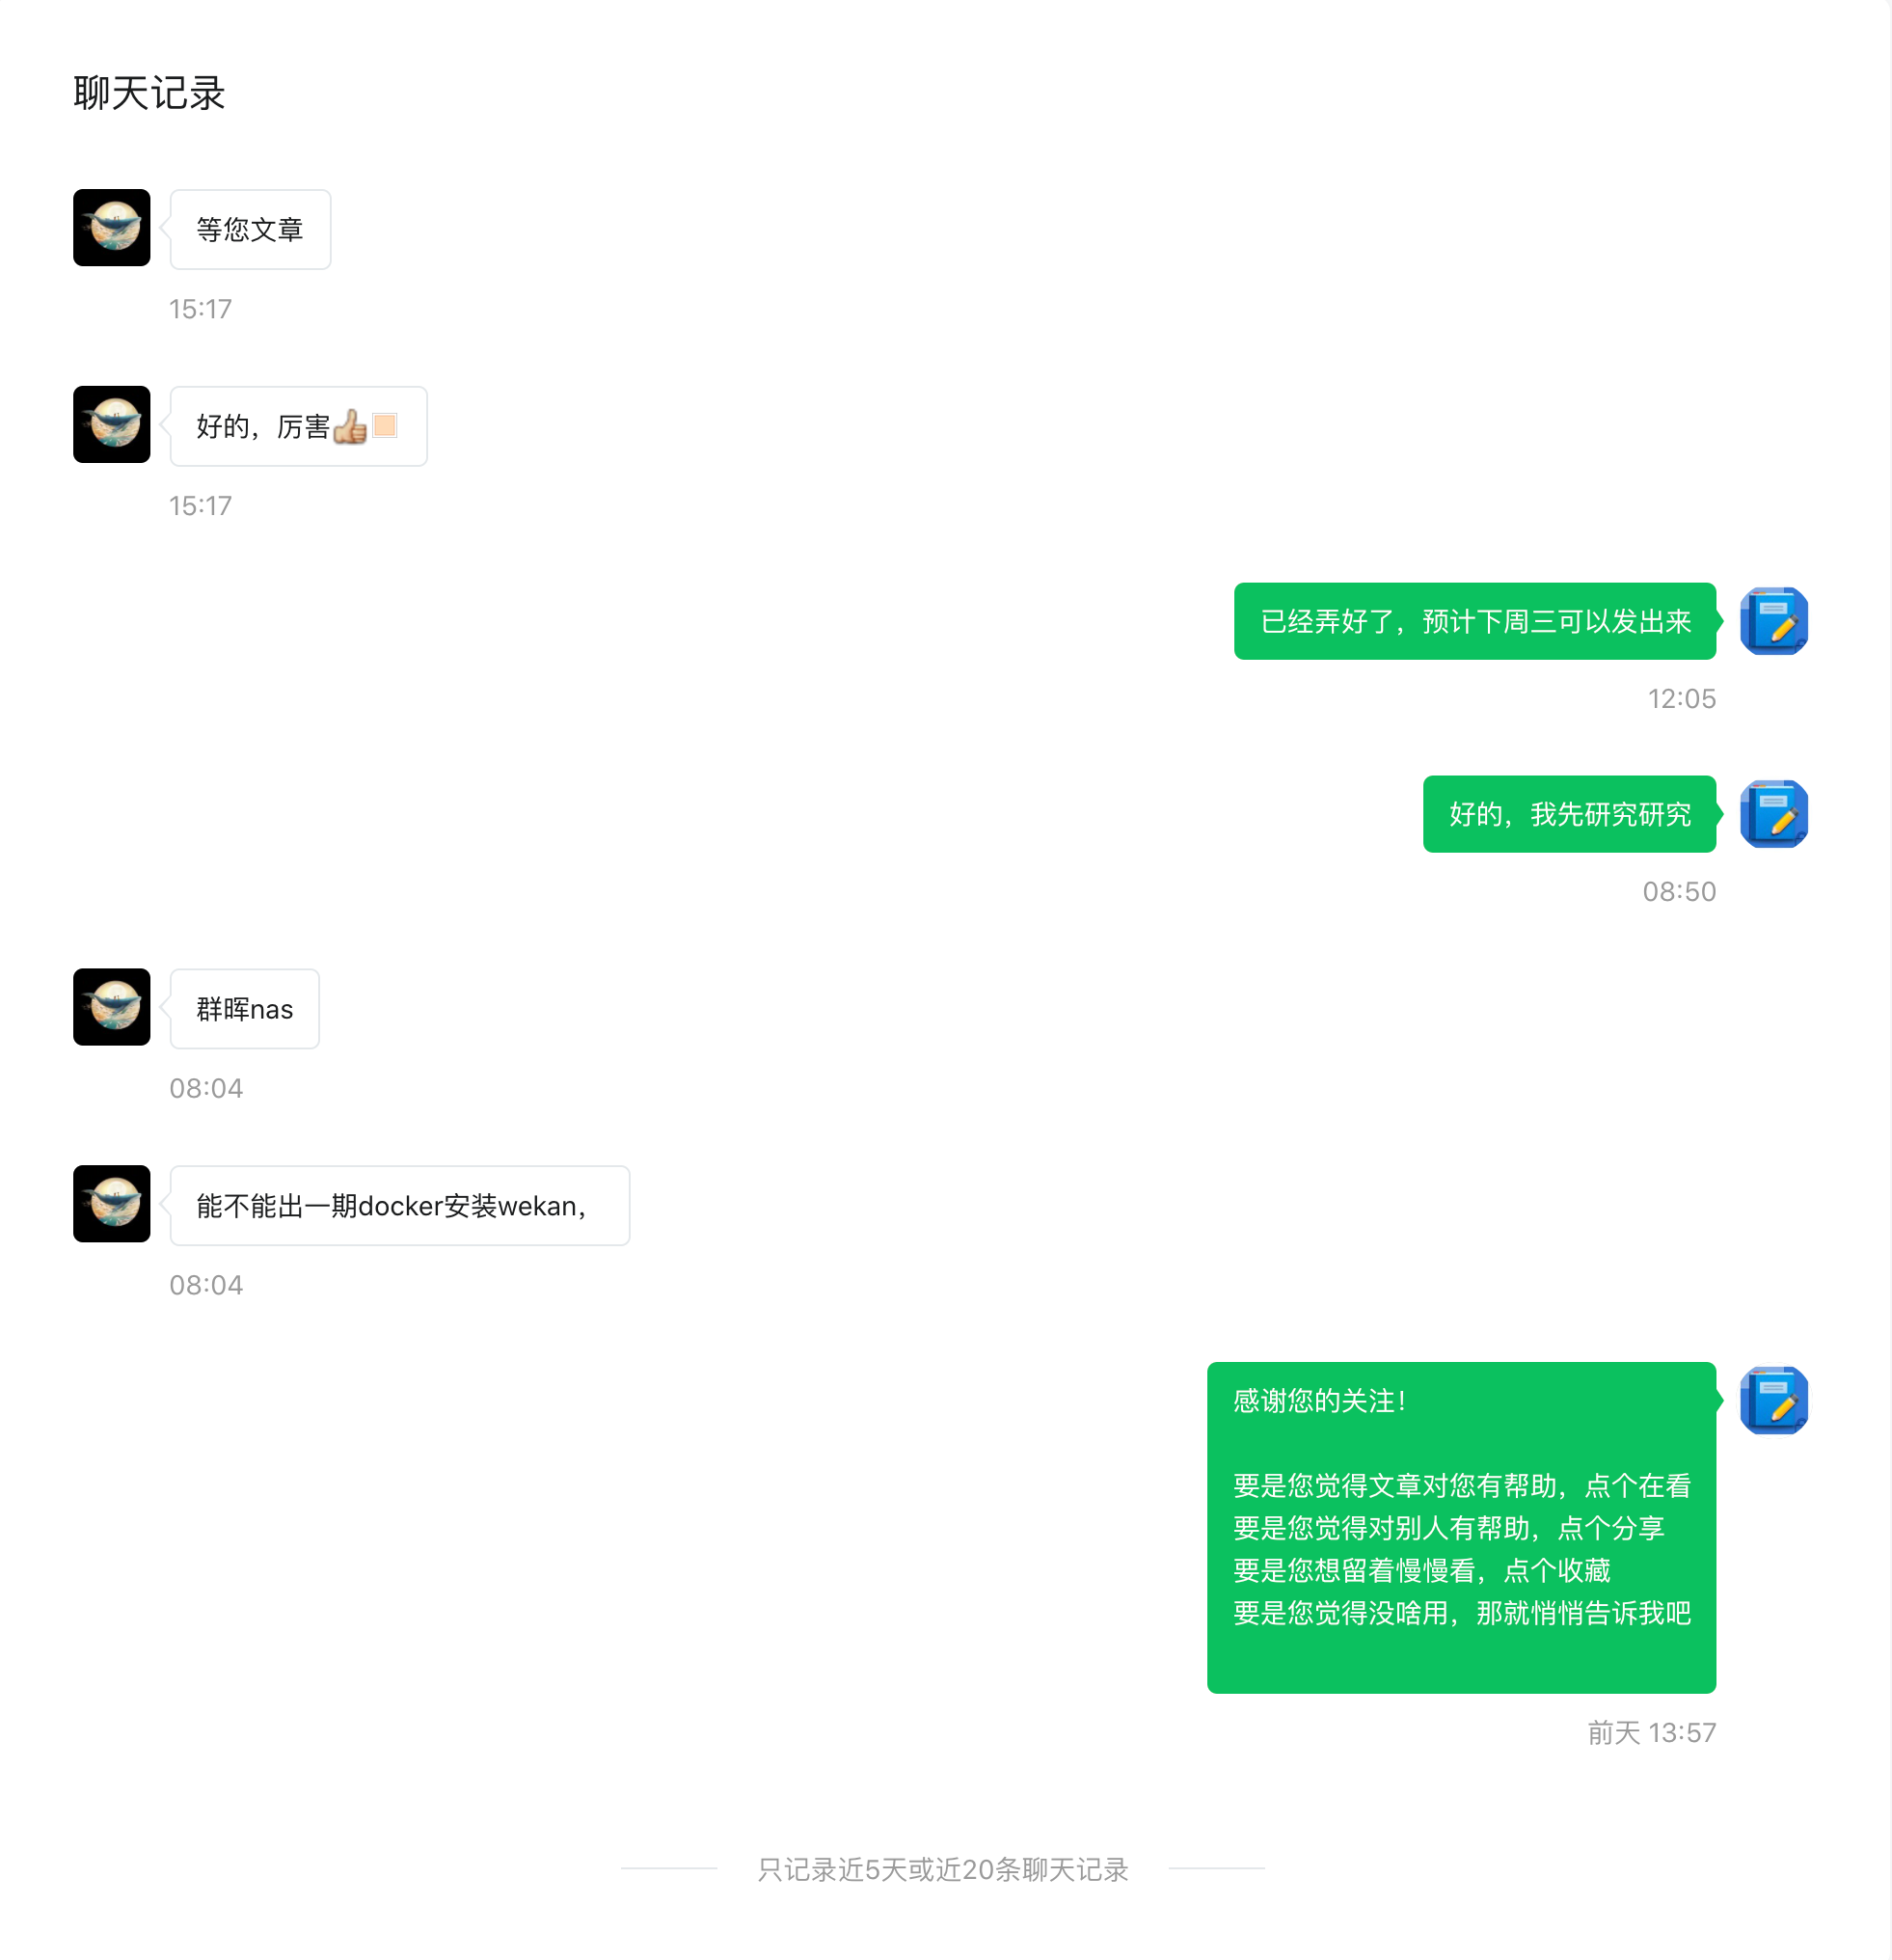 聊天记录
等您文章
15:17
好的，厉害👍🏼
15:17
已经弄好了，预计下周三可以发出来
12:05
好的，我先研究研究
08:50
群晖nas
08:04
能不能出一期docker安装wekan，
08:04
感谢您的关注！
要是您觉得文章对您有帮助，点个在看
要是您觉得对别人有帮助，点个分享
要是您想留着慢慢看，点个收藏
要是您觉得没啥用，那就悄悄告诉我吧
前天 13:57
只记录近5天或近20条聊天记录